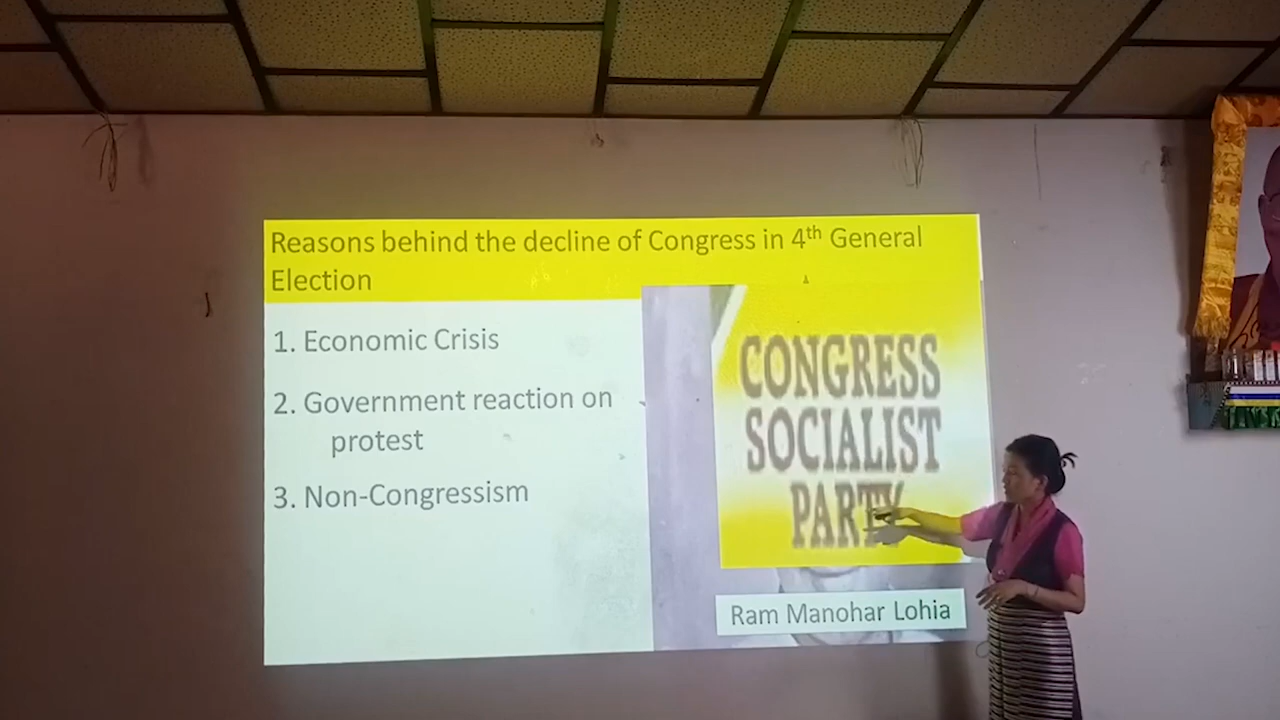 Reasons behind the decline of Congress in 4th General
Election
1. Economic Crisis
2. Government reaction on
protest
3. Non-Congressism
CONGRESS
SOCIALIST
PARTY
Ram Manohar Lohia